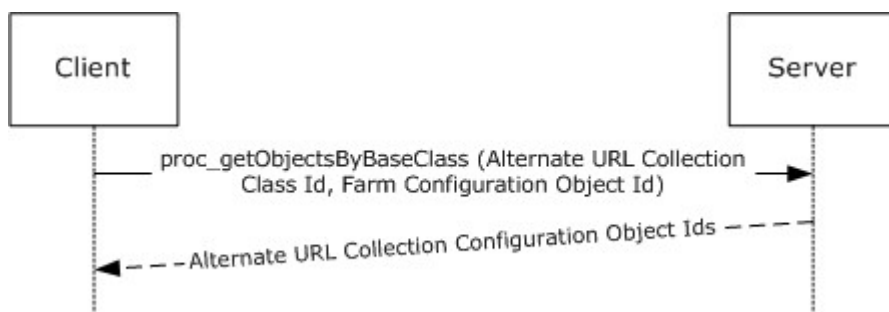 Client
Server
proc_getObjectsByBaseClass (Alternate URL Collection
Class Id, Farm Configuration Object Id)
Alternate URL Collection Configuration Object Ids